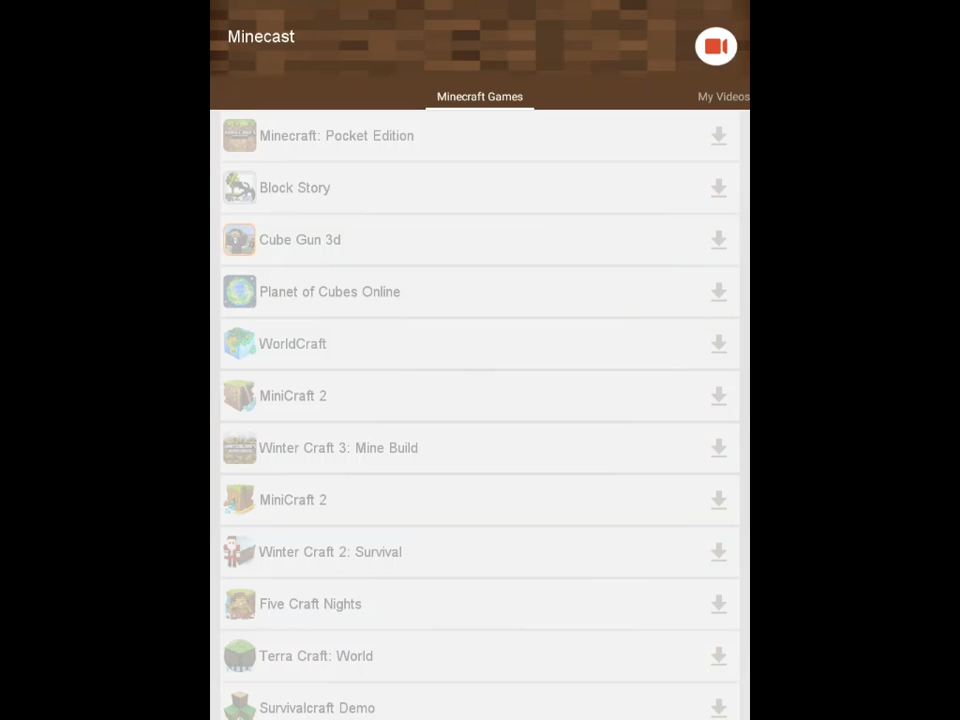 Minecast
Minecraft Games
My Videos
Minecraft: Pocket Edition
Block Story
Cube Gun 3d
Planet of Cubes Online
WorldCraft
MiniCraft 2
Winter Craft 3: Mine Build
MiniCraft 2
Winter Craft 2: Survival
Five Craft Nights
Terra Craft: World
Survivalcraft Demo